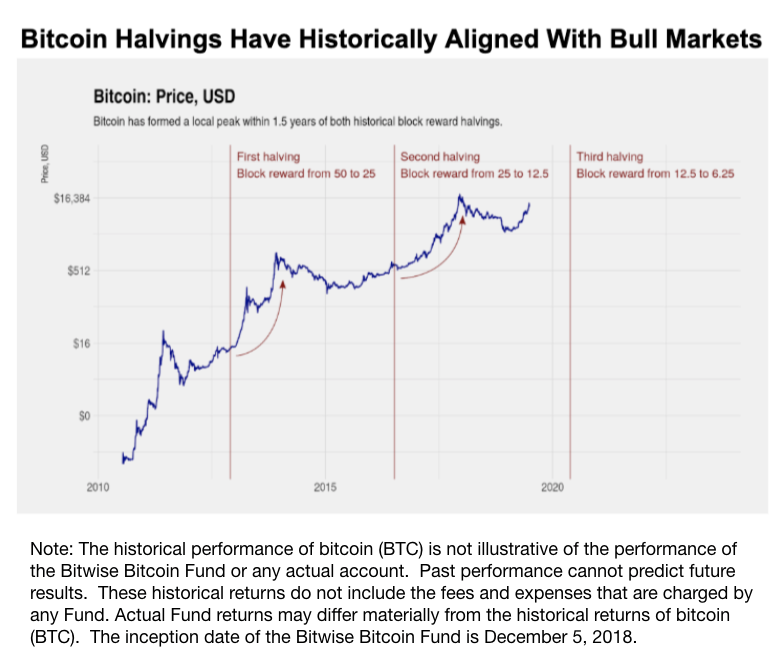 Bitcoin Halvings Have Historically Aligned With Bull Markets
Bitcoin: Price, USD
Bitcoin has formed a local peak within 1.5 years of both historical block reward halvings.
Price, USD
First halving
Block reward from 50 to 25
Second halving
Block reward from 25 to 12.5
Third halving
Block reward from 12.5 to 6.25
$16,384
$512
$16
$0
2010
2015
2020
Note: The historical performance of bitcoin (BTC) is not illustrative of the performance of
the Bitwise Bitcoin Fund or any actual account.  Past performance cannot predict future
results.  These historical returns do not include the fees and expenses that are charged by
any Fund. Actual Fund returns may differ materially from the historical returns of bitcoin
(BTC).  The inception date of the Bitwise Bitcoin Fund is December 5, 2018.